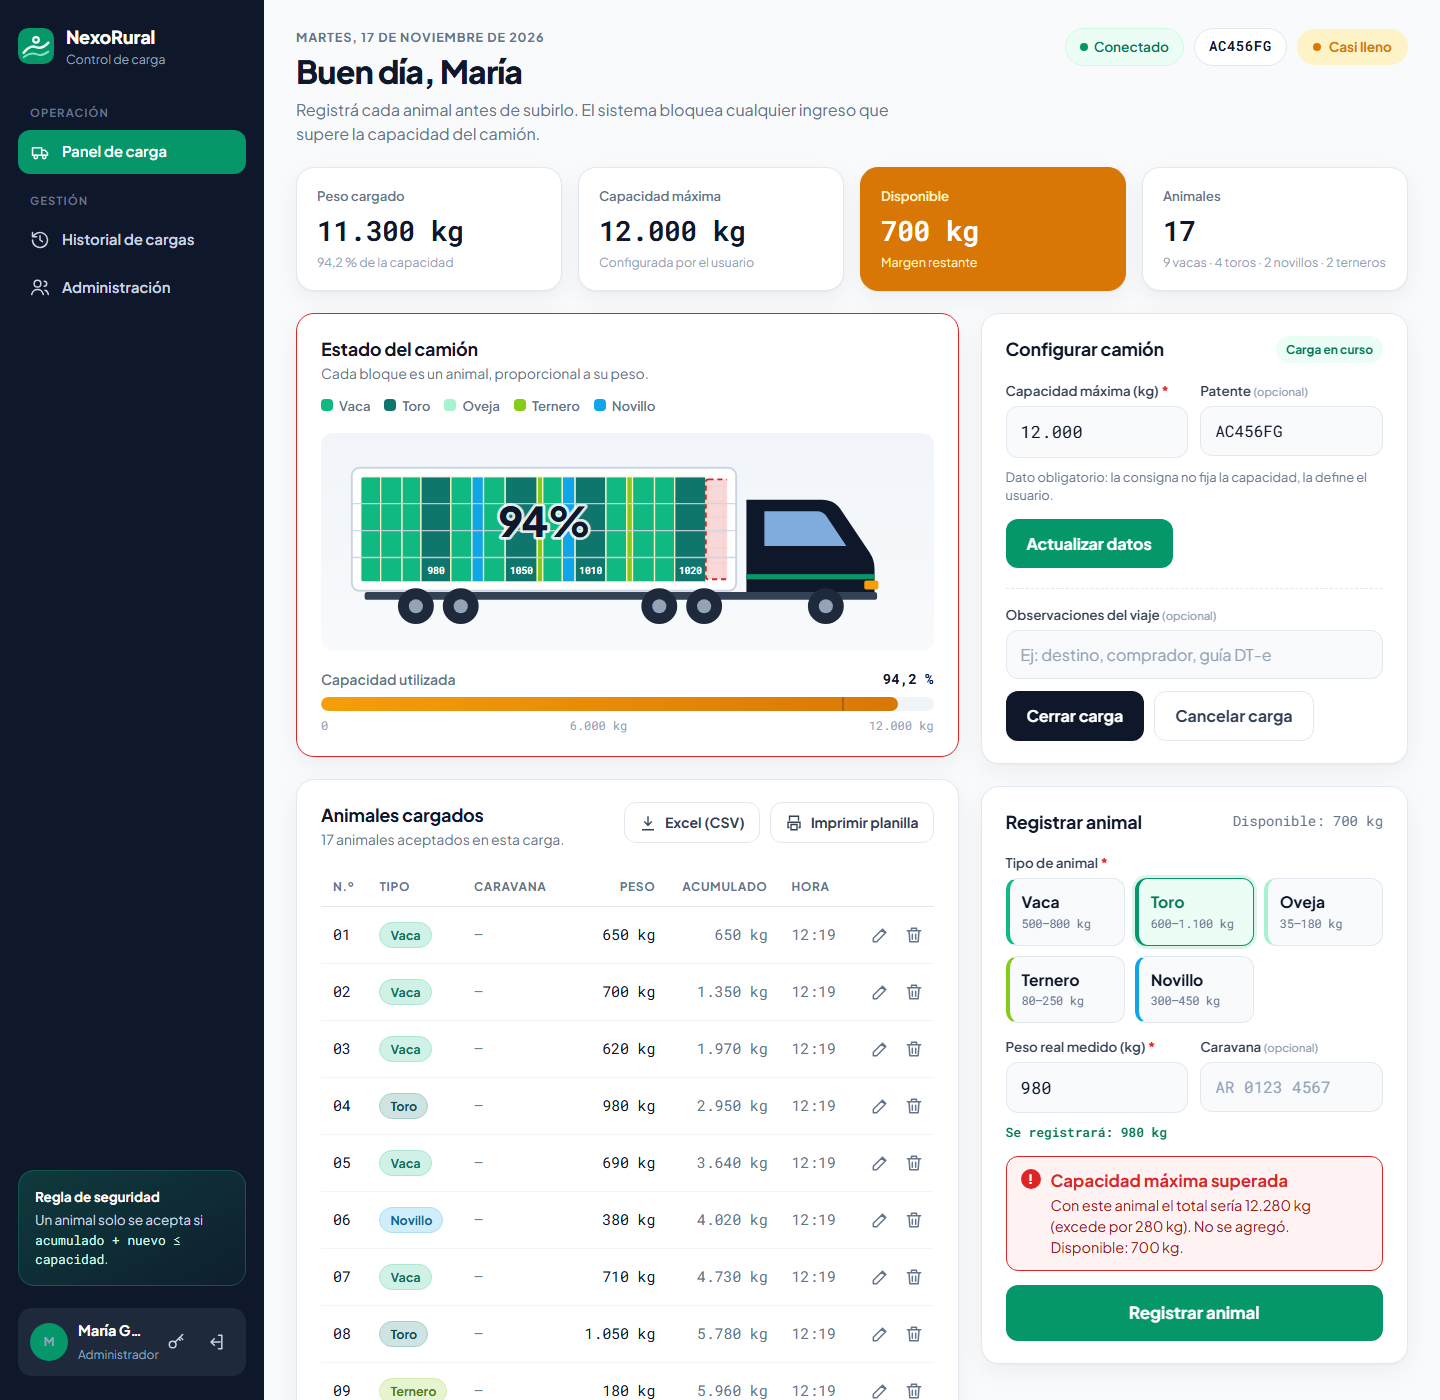 NexoRural
Control de carga
OPERACIÓN
Panel de carga
GESTIÓN
Historial de cargas
Administración
Regla de seguridad
Un animal solo se acepta si
acumulado + nuevo ≤
capacidad.
M
María G…
Administrador
MARTES, 17 DE NOVIEMBRE DE 2026
Buen día, María
Registrá cada animal antes de subirlo. El sistema bloquea cualquier ingreso que
supere la capacidad del camión.
Conectado
AC456FG
Casi lleno
Peso cargado
11.300 kg
94,2 % de la capacidad
Capacidad máxima
12.000 kg
Configurada por el usuario
Disponible
700 kg
Margen restante
Animales
17
9 vacas · 4 toros · 2 novillos · 2 terneros
Estado del camión
Cada bloque es un animal, proporcional a su peso.
Vaca Toro Oveja Ternero Novillo
94%
980 1050 1010 1020
Capacidad utilizada 94,2 %
0 6.000 kg 12.000 kg
Configurar camión
Carga en curso
Capacidad máxima (kg) * Patente (opcional)
12.000 AC456FG
Dato obligatorio: la consigna no fija la capacidad, la define el
usuario.
Actualizar datos
Observaciones del viaje (opcional)
Ej: destino, comprador, guía DT-e
Cerrar carga Cancelar carga
Animales cargados
17 animales aceptados en esta carga.
Excel (CSV) Imprimir planilla
N.º TIPO CARAVANA PESO ACUMULADO HORA
01 Vaca — 650 kg 650 kg 12:19
02 Vaca — 700 kg 1.350 kg 12:19
03 Vaca — 620 kg 1.970 kg 12:19
04 Toro — 980 kg 2.950 kg 12:19
05 Vaca — 690 kg 3.640 kg 12:19
06 Novillo — 380 kg 4.020 kg 12:19
07 Vaca — 710 kg 4.730 kg 12:19
08 Toro — 1.050 kg 5.780 kg 12:19
09 Ternero — 180 kg 5.960 kg 12:19
Registrar animal
Disponible: 700 kg
Tipo de animal *
Vaca
500–800 kg
Toro
600–1.100 kg
Oveja
35–180 kg
Ternero
80–250 kg
Novillo
300–450 kg
Peso real medido (kg) * Caravana (opcional)
980 AR 0123 4567
Se registrará: 980 kg
Capacidad máxima superada
Con este animal el total sería 12.280 kg
(excede por 280 kg). No se agregó.
Disponible: 700 kg.
Registrar animal